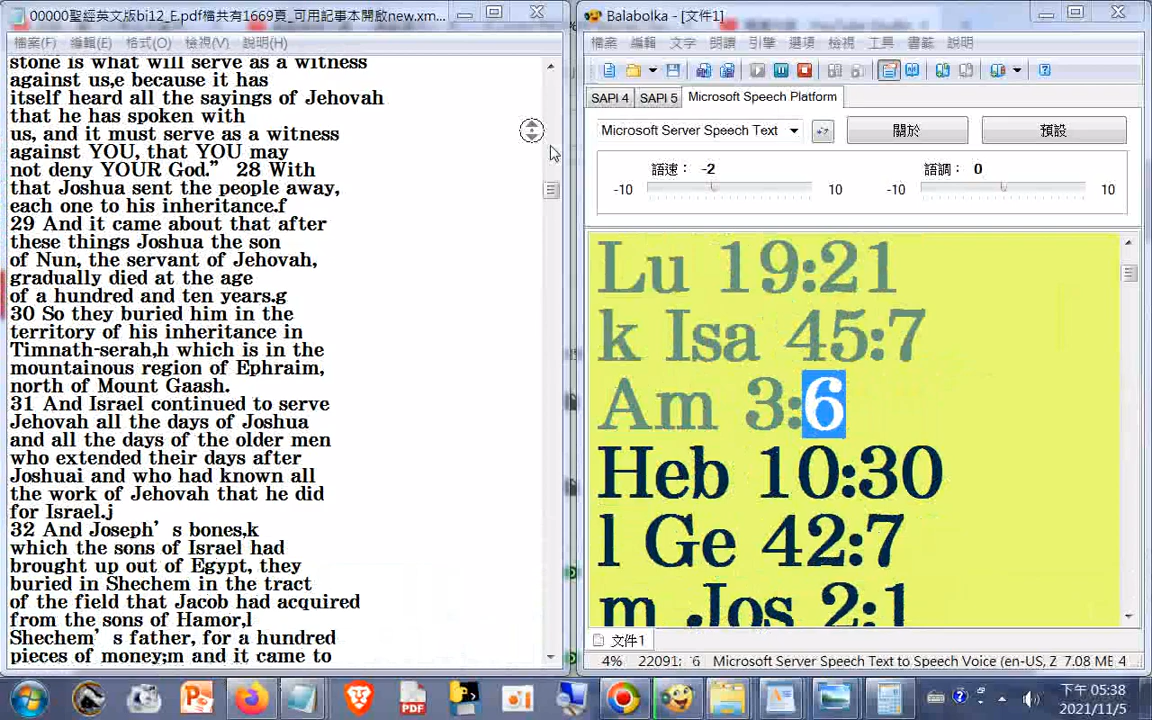 00000聖經英文版bi12_E.pdf檔共有1669頁_可用記事本開啟new.xm...
檔案(F) 編輯(E) 格式(O) 檢視(V) 說明(H)
stone is what will serve as a witness
against us,e because it has
itself heard all the sayings of Jehovah
that he has spoken with
us, and it must serve as a witness
against YOU, that YOU may
not deny YOUR God.” 28 With
that Joshua sent the people away,
each one to his inheritance.f
29 And it came about that after
these things Joshua the son
of Nun, the servant of Jehovah,
gradually died at the age
of a hundred and ten years.g
30 So they buried him in the
territory of his inheritance in
Timnath-serah,h which is in the
mountainous region of Ephraim,
north of Mount Gaash.
31 And Israel continued to serve
Jehovah all the days of Joshua
and all the days of the older men
who extended their days after
Joshuai and who had known all
the work of Jehovah that he did
for Israel.j
32 And Joseph’s bones,k
which the sons of Israel had
brought up out of Egypt, they
buried in Shechem in the tract
of the field that Jacob had acquired
from the sons of Hamor,l
Shechem’s father, for a hundred
pieces of money;m and it came to
Balabolka - [文件1]
檔案 編輯 文字 朗讀 引擎 選項 檢視 工具 書籤 說明
SAPI 4 SAPI 5 Microsoft Speech Platform
Microsoft Server Speech Text 關於 預設
語速: -2 語調: 0
-10 10 -10 10
Lu 19:21
k Isa 45:7
Am 3:6
Heb 10:30
l Ge 42:7
m Jos 2:1
文件1
4% 22091: 6 Microsoft Server Speech Text to Speech Voice (en-US, Z 7.08 MB 4
PDF
下午 05:38
2021/11/5